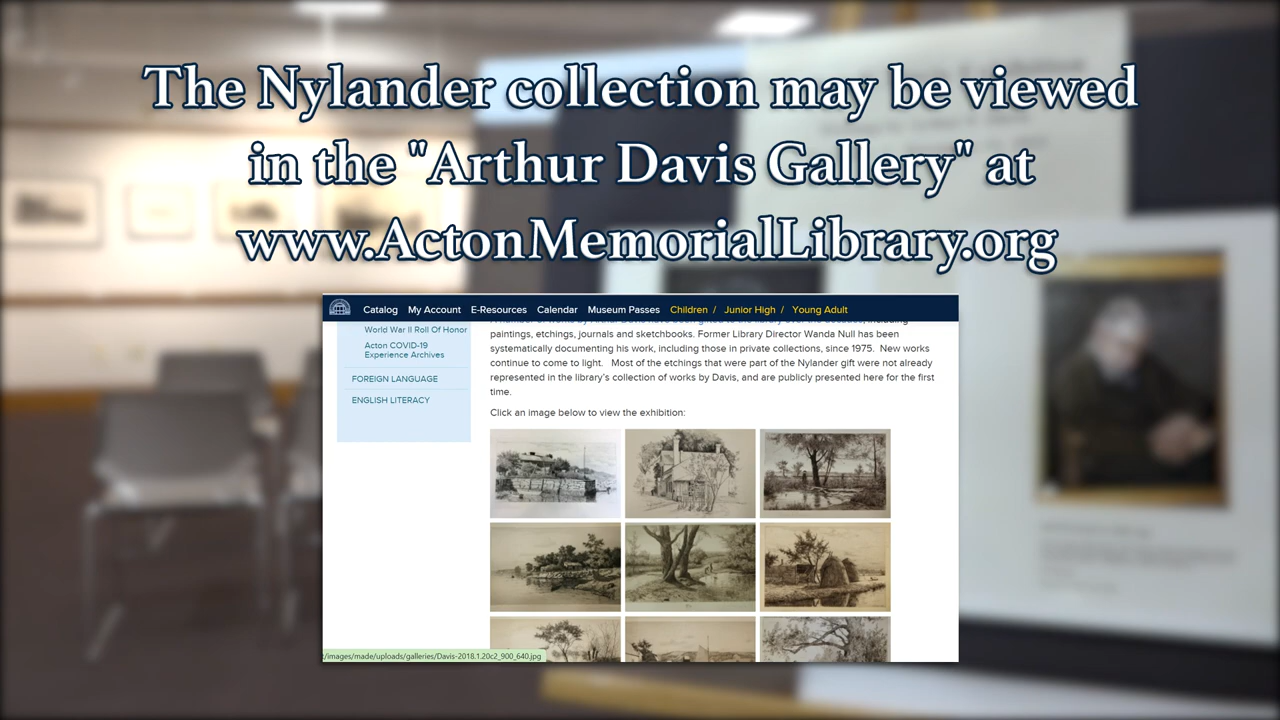 The Nylander collection may be viewed
in the "Arthur Davis Gallery" at
www.ActonMemorialLibrary.org
Catalog My Account E-Resources Calendar Museum Passes Children / Junior High / Young Adult
World War II Roll Of Honor
Acton COVID-19
Experience Archives
FOREIGN LANGUAGE
ENGLISH LITERACY
including
paintings, etchings, journals and sketchbooks. Former Library Director Wanda Null has been
systematically documenting his work, including those in private collections, since 1975. New works
continue to come to light. Most of the etchings that were part of the Nylander gift were not already
represented in the library's collection of works by Davis, and are publicly presented here for the first
time.
Click an image below to view the exhibition:
/images/made/uploads/galleries/Davis-2018.1.20c2_900_640.jpg